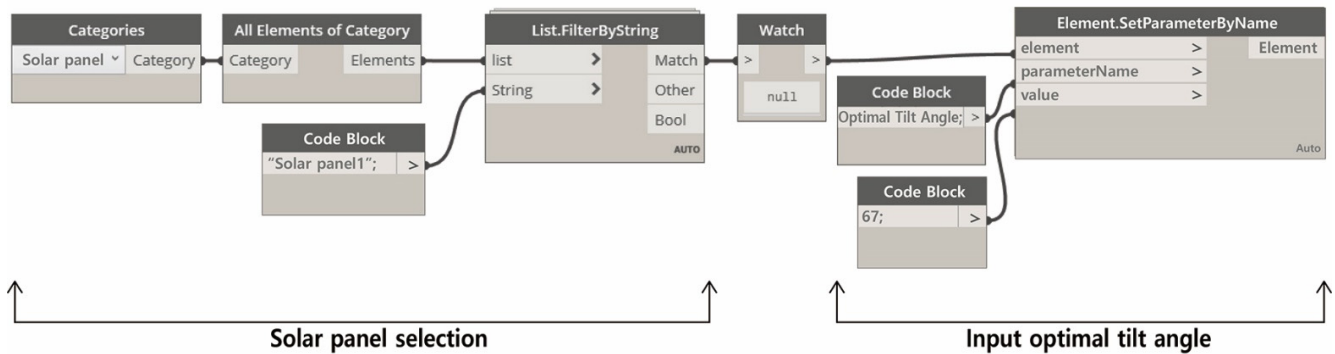 Categories
Solar panel Category
All Elements of Category
Category Elements
Code Block
“Solar panel1”; >
List.FilterByString
list > Match
String > Other
Bool
AUTO
Watch
> >
null
Code Block
Optimal Tilt Angle; >
Code Block
67; >
Element.SetParameterByName
element > Element
parameterName >
value >
Auto
Solar panel selection
Input optimal tilt angle